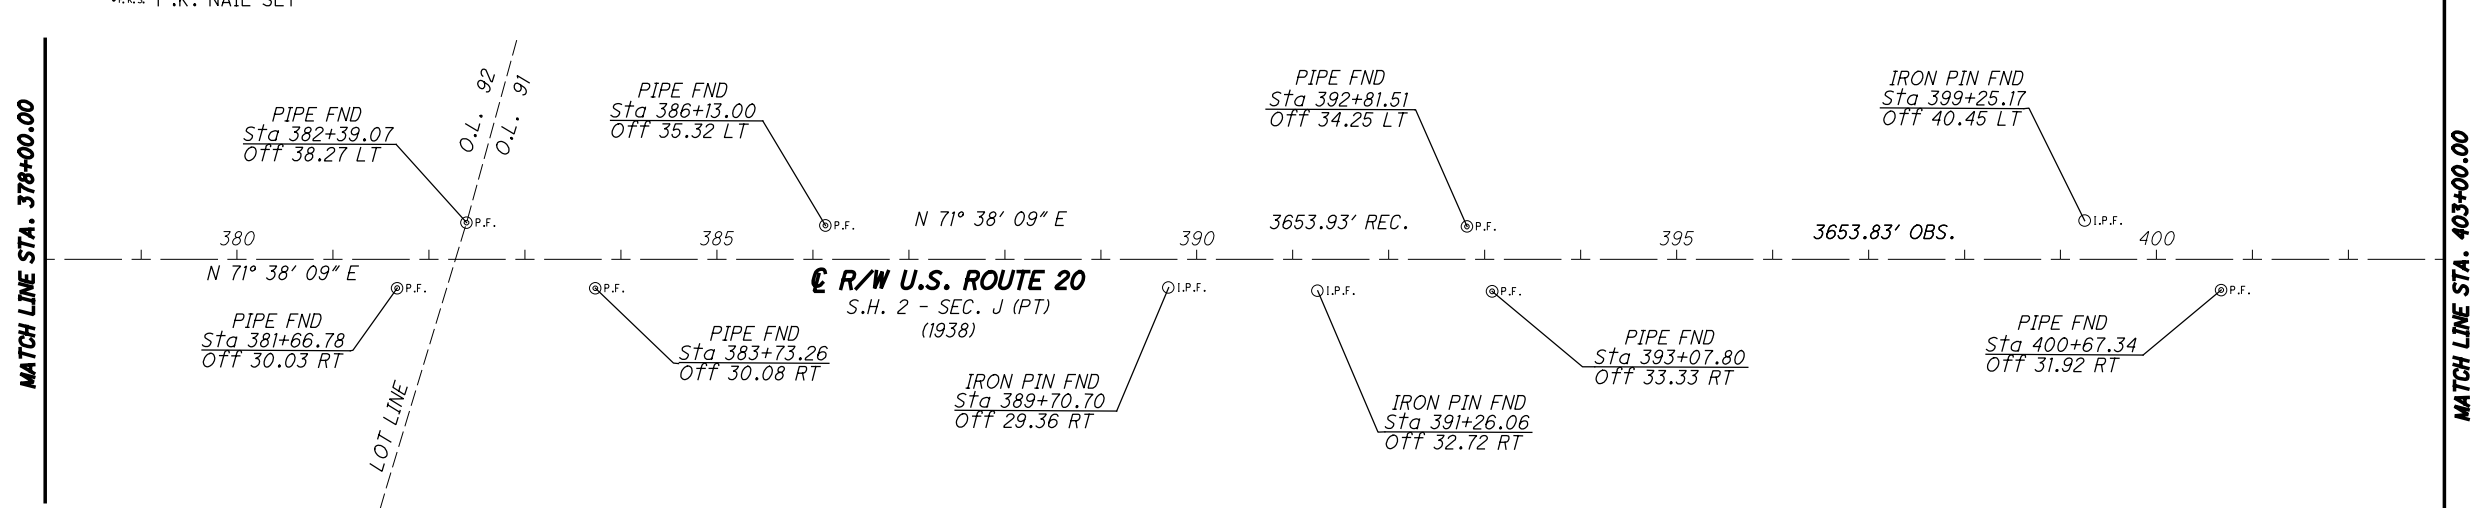 P.K. NAIL SET
MATCH LINE STA. 378+00.00
PIPE FND
Sta 382+39.07
Off 38.27 LT
O.L. 92
O.L. 91
PIPE FND
Sta 386+13.00
Off 35.32 LT
PIPE FND
Sta 392+81.51
Off 34.25 LT
IRON PIN FND
Sta 399+25.17
Off 40.45 LT
P.F.
P.F.
N 71° 38' 09" E
3653.93' REC.
P.F.
3653.83' OBS.
I.P.F.
380
385
390
395
400
N 71° 38' 09" E
P.F.
P.F.
℄ R/W U.S. ROUTE 20
S.H. 2 - SEC. J (PT)
(1938)
I.P.F.
I.P.F.
P.F.
P.F.
PIPE FND
Sta 381+66.78
Off 30.03 RT
LOT LINE
PIPE FND
Sta 383+73.26
Off 30.08 RT
IRON PIN FND
Sta 389+70.70
Off 29.36 RT
IRON PIN FND
Sta 391+26.06
Off 32.72 RT
PIPE FND
Sta 393+07.80
Off 33.33 RT
PIPE FND
Sta 400+67.34
Off 31.92 RT
MATCH LINE STA. 403+00.00